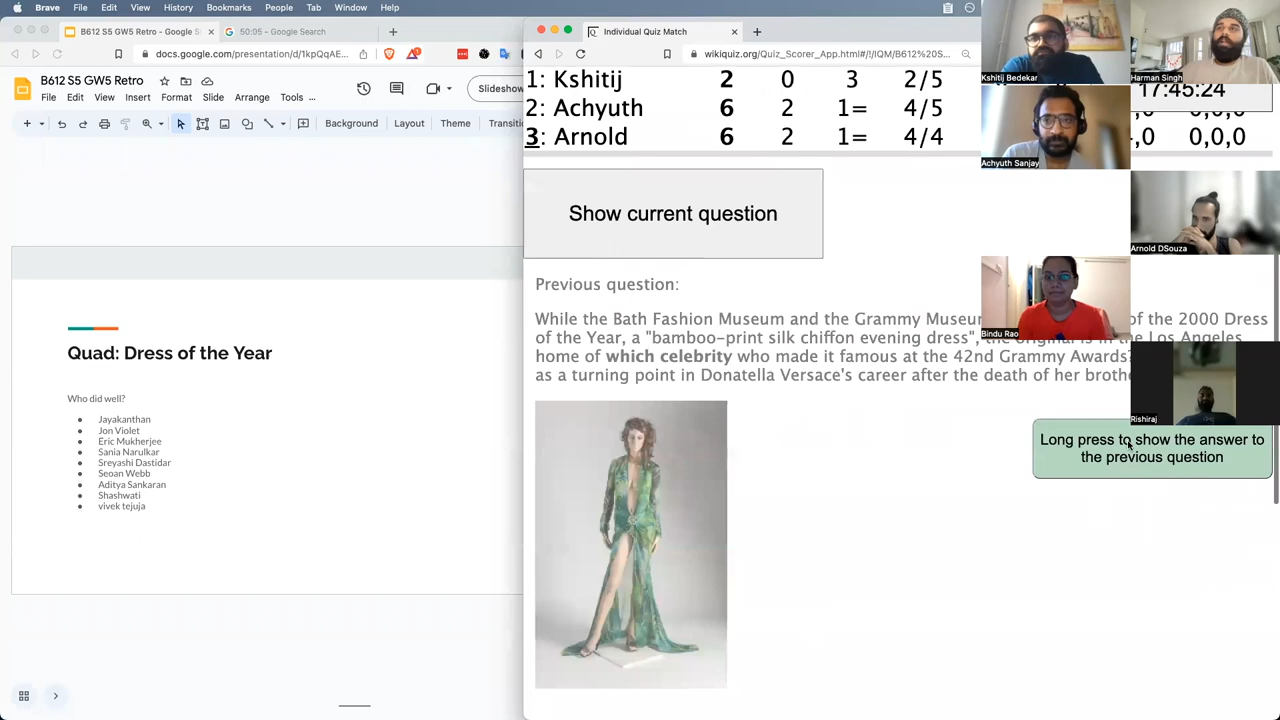 Brave File Edit View History Bookmarks People Tab Window Help
B612 S5 GW5 Retro - Google S
50:05 - Google Search
docs.google.com/presentation/d/1kpQqAE...
B612 S5 GW5 Retro
File Edit View Insert Format Slide Arrange Tools ...
Slideshow
Background Layout Theme Transiti
Quad: Dress of the Year
Who did well?
Jayakanthan
Jon Violet
Eric Mukherjee
Sania Narulkar
Sreyashi Dastidar
Seoan Webb
Aditya Sankaran
Shashwati
vivek tejuja
Individual Quiz Match
wikiquiz.org/Quiz_Scorer_App.html#/I/IQM/B612%20S...
1: Kshitij 2 0 3 2/5
2: Achyuth 6 2 1= 4/5
3: Arnold 6 2 1= 4/4 ,0 0,0,0
17:45:24
Show current question
Previous question:
While the Bath Fashion Museum and the Grammy Museum of the 2000 Dress
of the Year, a "bamboo-print silk chiffon evening dress", the original is in the Los Angeles
home of which celebrity who made it famous at the 42nd Grammy Awards?
as a turning point in Donatella Versace's career after the death of her brothe
Long press to show the answer to
the previous question
Kshitij Bedekar
Harman Singh
Achyuth Sanjay
Arnold DSouza
Bindu Rao
Rishiraj